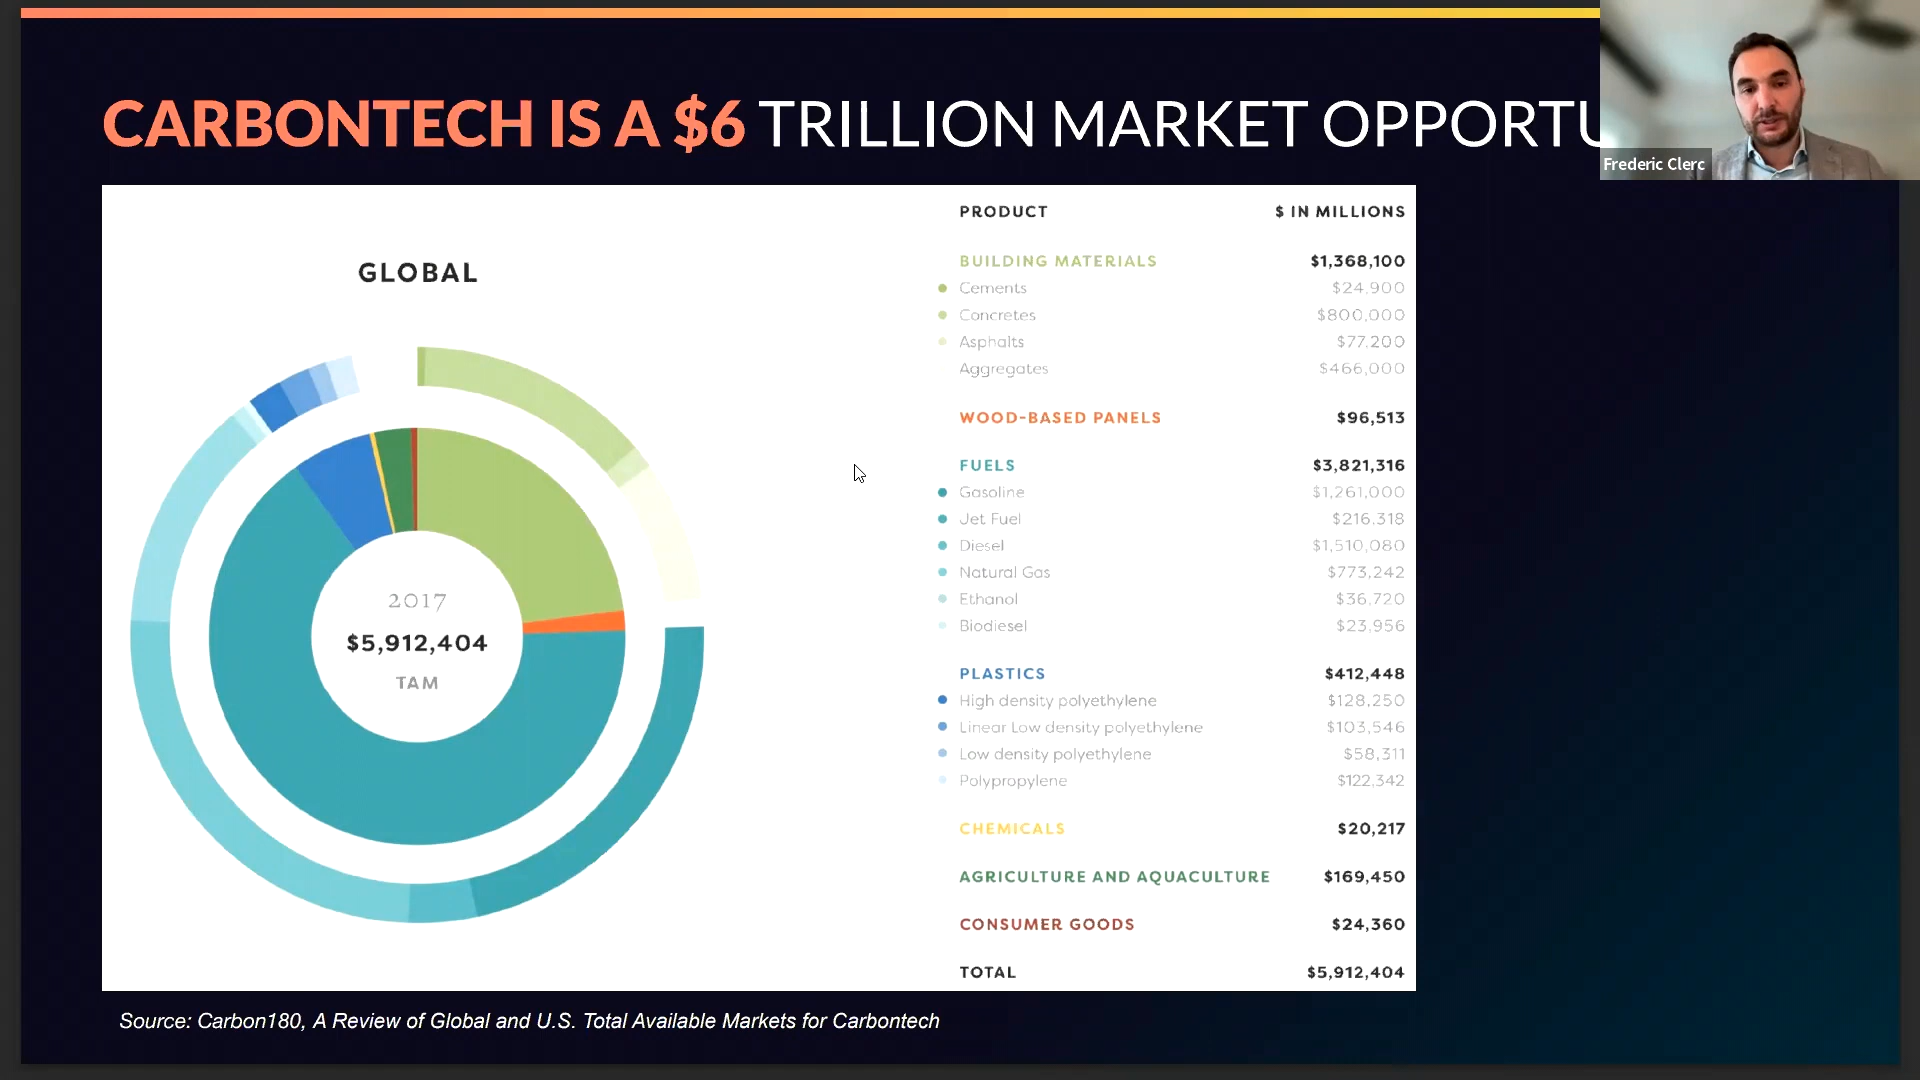 CARBONTECH IS A $6 TRILLION MARKET OPPORTU
Frederic Clerc
GLOBAL
2017
$5,912,404
TAM
PRODUCT $ IN MILLIONS
BUILDING MATERIALS $1,368,100
Cements $24,900
Concretes $800,000
Asphalts $77,200
Aggregates $466,000
WOOD-BASED PANELS $96,513
FUELS $3,821,316
Gasoline $1,261,000
Jet Fuel $216,318
Diesel $1,510,080
Natural Gas $773,242
Ethanol $36,720
Biodiesel $23,956
PLASTICS $412,448
High density polyethylene $128,250
Linear Low density polyethylene $103,546
Low density polyethylene $58,311
Polypropylene $122,342
CHEMICALS $20,217
AGRICULTURE AND AQUACULTURE $169,450
CONSUMER GOODS $24,360
TOTAL $5,912,404
Source: Carbon180, A Review of Global and U.S. Total Available Markets for Carbontech